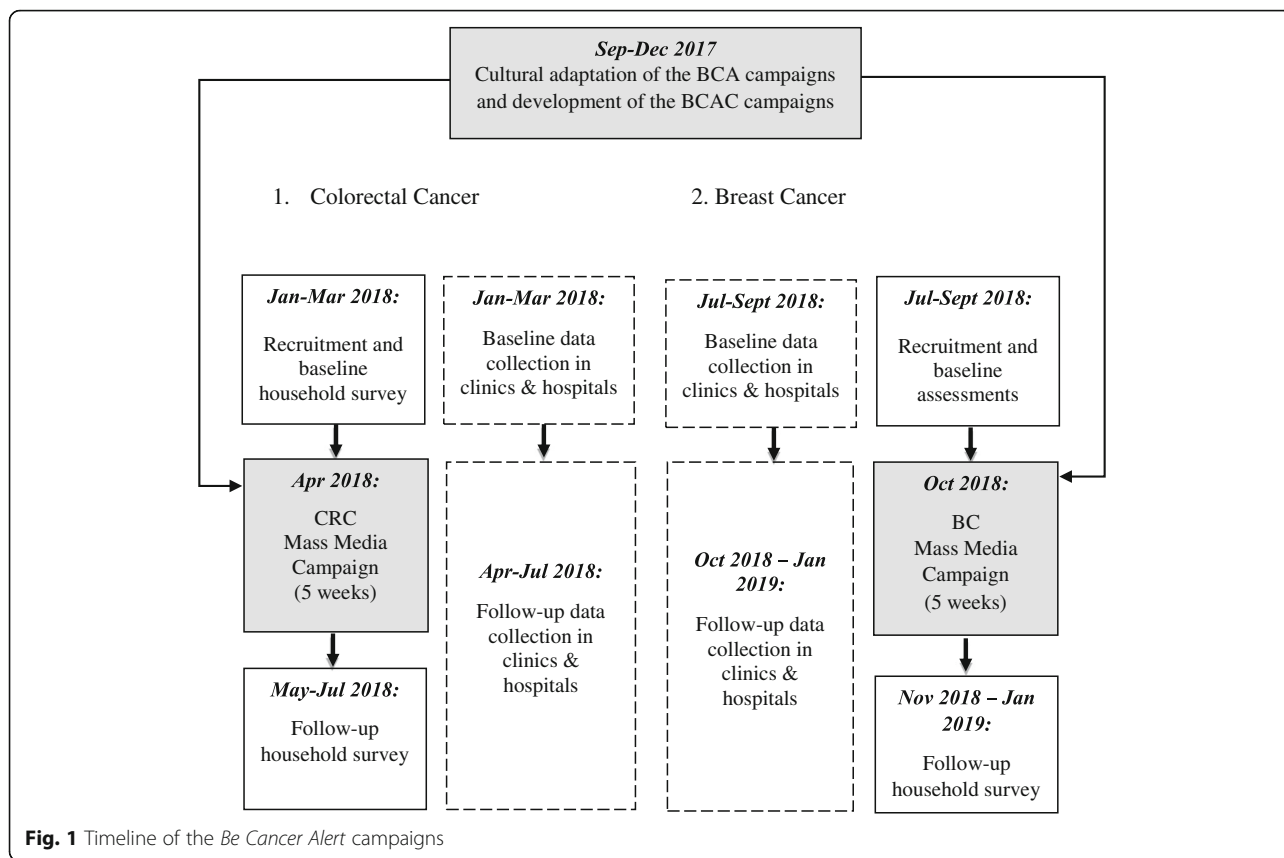 Sep-Dec 2017
Cultural adaptation of the BCA campaigns
and development of the BCAC campaigns
1. Colorectal Cancer
2. Breast Cancer
Jan-Mar 2018:
Recruitment and
baseline
household survey
Jan-Mar 2018:
Baseline data
collection in
clinics & hospitals
Jul-Sept 2018:
Baseline data
collection in
clinics & hospitals
Jul-Sept 2018:
Recruitment and
baseline
assessments
Apr 2018:
CRC
Mass Media
Campaign
(5 weeks)
Apr-Jul 2018:
Follow-up data
collection in
clinics &
hospitals
Oct 2018 – Jan
2019:
Follow-up data
collection in
clinics &
hospitals
Oct 2018:
BC
Mass Media
Campaign
(5 weeks)
May-Jul 2018:
Follow-up
household survey
Nov 2018 – Jan
2019:
Follow-up
household survey
Fig. 1 Timeline of the Be Cancer Alert campaigns